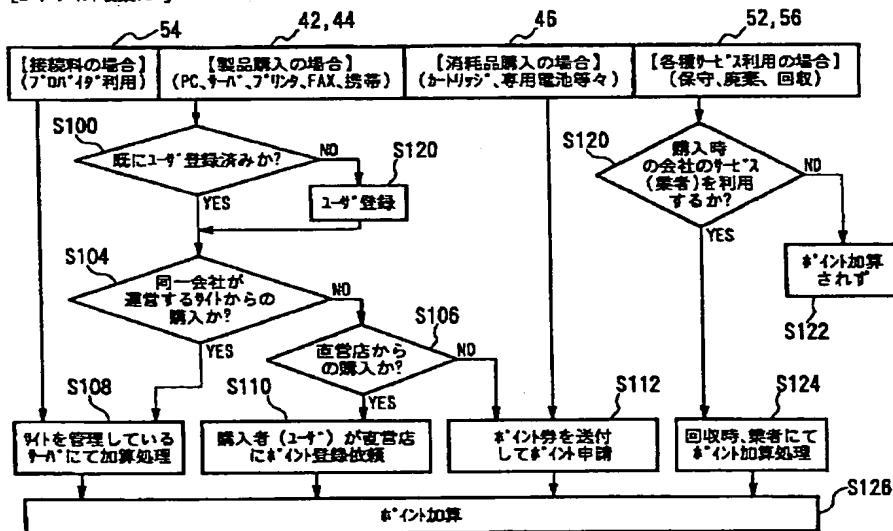 54
42, 44
46
52, 56
【接続料の場合】
(プロバイダ利用)
【製品購入の場合】
(PC、サーバ、プリンタ、FAX、携帯)
【消耗品購入の場合】
(カートリッジ、専用電池等々)
【各種サービス利用の場合】
(保守、廃棄、回収)
S100
既にユーザ登録済みか?
NO
YES
S120
ユーザ登録
S120
購入時
の会社のサービス
(業者)を利用
するか?
NO
YES
ポイント加算
されず
S122
S104
同一会社が
運営するサイトからの
購入か?
NO
YES
S106
直営店から
の購入か?
NO
YES
S108
サイトを管理している
サーバにて加算処理
S110
購入者(ユーザ)が直営店
にポイント登録依頼
S112
ポイント券を送付
してポイント申請
S124
回収時、業者にて
ポイント加算処理
S126
ポイント加算